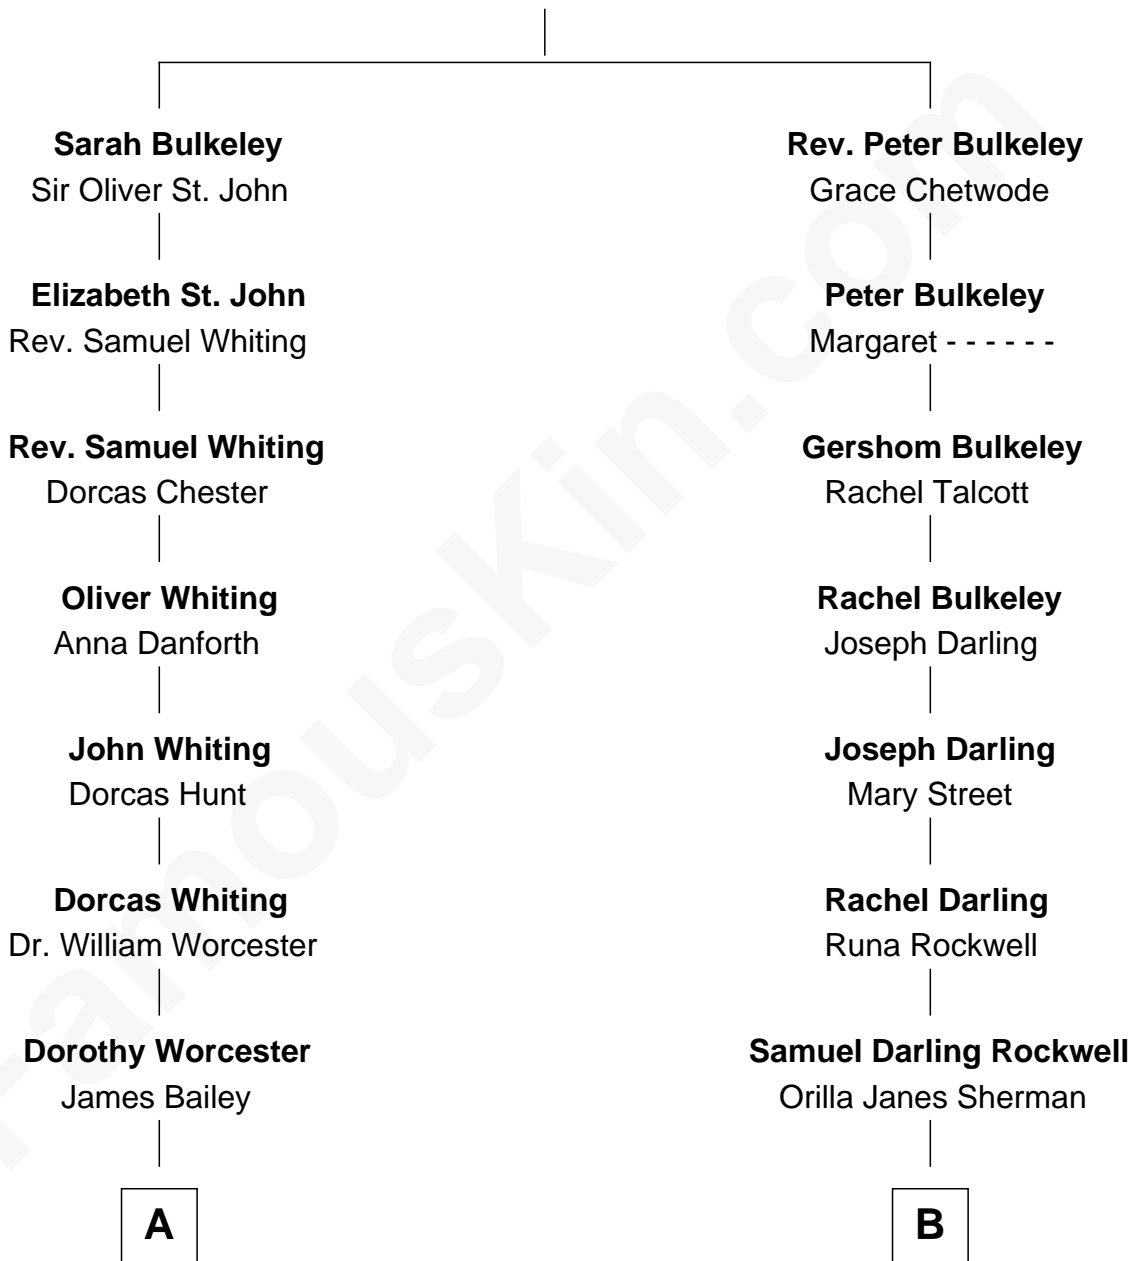 Sarah Bulkeley
Sir Oliver St. John
Elizabeth St. John
Rev. Samuel Whiting
Rev. Samuel Whiting
Dorcas Chester
Oliver Whiting
Anna Danforth
John Whiting
Dorcas Hunt
Dorcas Whiting
Dr. William Worcester
Dorothy Worcester
James Bailey
A
Rev. Peter Bulkeley
Grace Chetwode
Peter Bulkeley
Margaret - - - - - -
Gershom Bulkeley
Rachel Talcott
Rachel Bulkeley
Joseph Darling
Joseph Darling
Mary Street
Rachel Darling
Runa Rockwell
Samuel Darling Rockwell
Orilla Janes Sherman
B
FamousKin.com